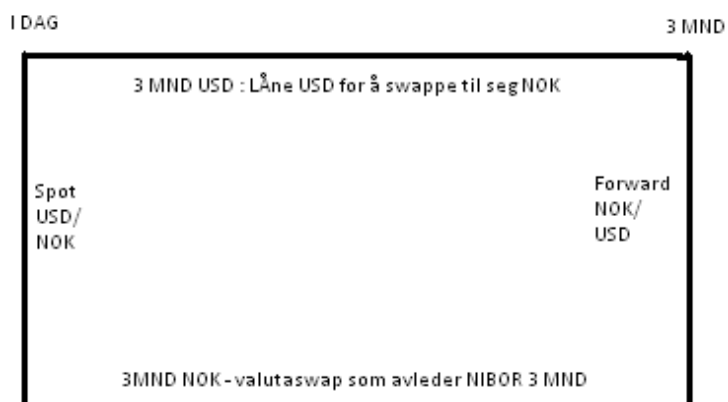 I DAG
3 MND
3 MND USD : LÅne USD for å swappe til seg NOK
Spot
USD/
NOK
Forward
NOK/
USD
3MND NOK - valutaswap som avleder NIBOR 3 MND